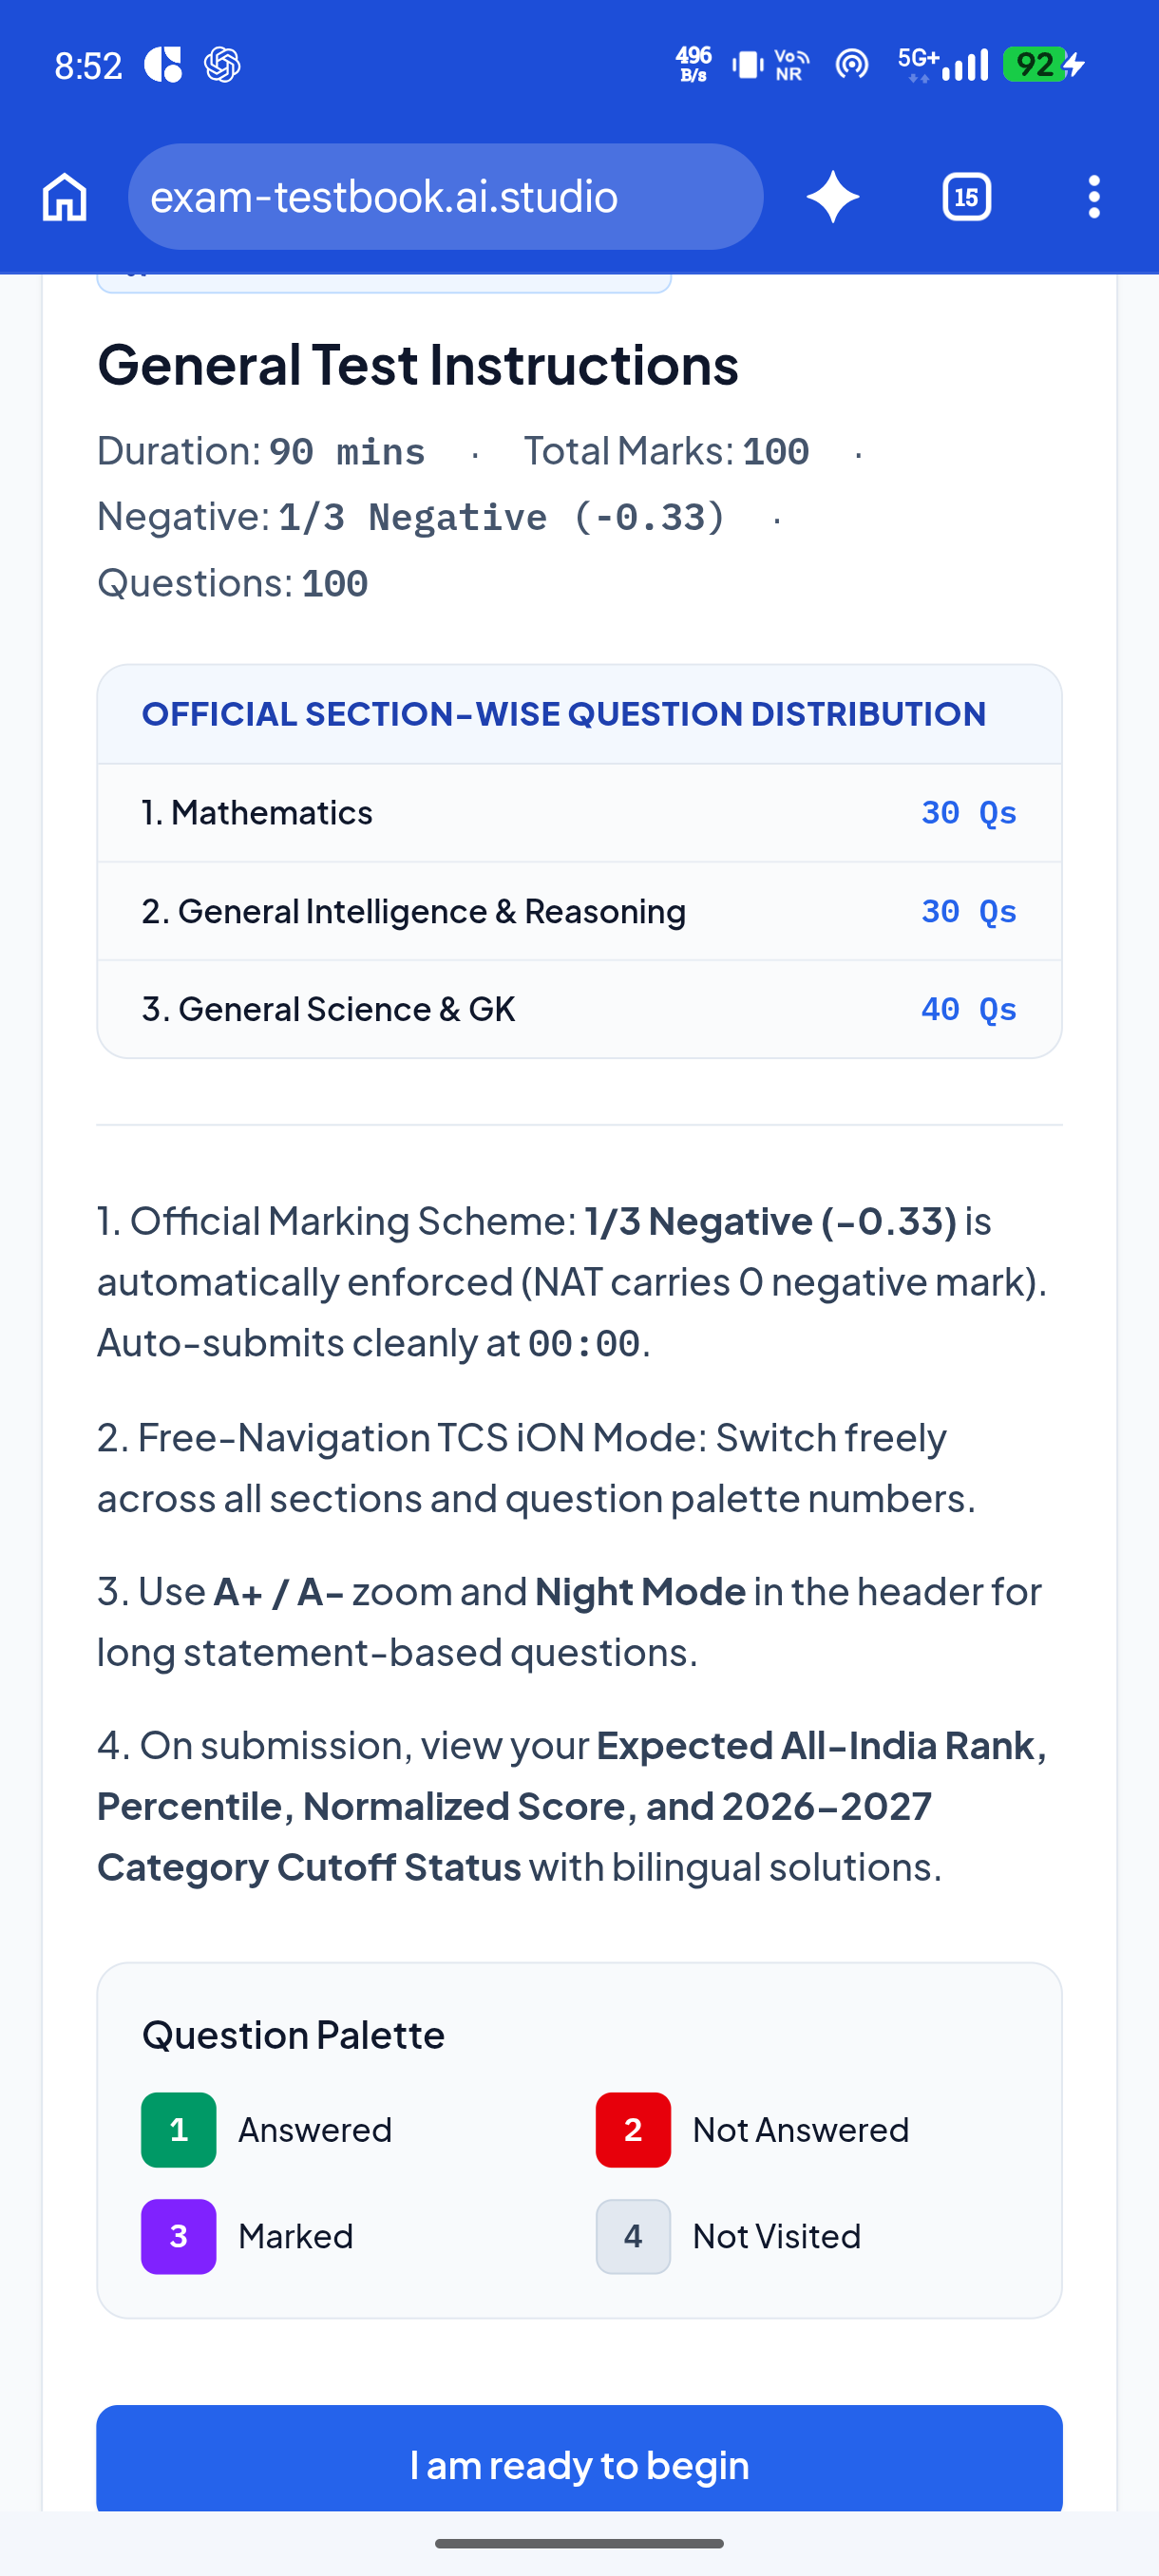 8:52 496 B/s Vo NR 5G+ 92
exam-testbook.ai.studio 15
General Test Instructions
Duration: 90 mins · Total Marks: 100 ·
Negative: 1/3 Negative (-0.33) ·
Questions: 100
OFFICIAL SECTION-WISE QUESTION DISTRIBUTION
1. Mathematics 30 Qs
2. General Intelligence & Reasoning 30 Qs
3. General Science & GK 40 Qs
1. Official Marking Scheme: 1/3 Negative (-0.33) is
automatically enforced (NAT carries 0 negative mark).
Auto-submits cleanly at 00:00.
2. Free-Navigation TCS iON Mode: Switch freely
across all sections and question palette numbers.
3. Use A+ / A- zoom and Night Mode in the header for
long statement-based questions.
4. On submission, view your Expected All-India Rank,
Percentile, Normalized Score, and 2026–2027
Category Cutoff Status with bilingual solutions.
Question Palette
1 Answered 2 Not Answered
3 Marked 4 Not Visited
I am ready to begin